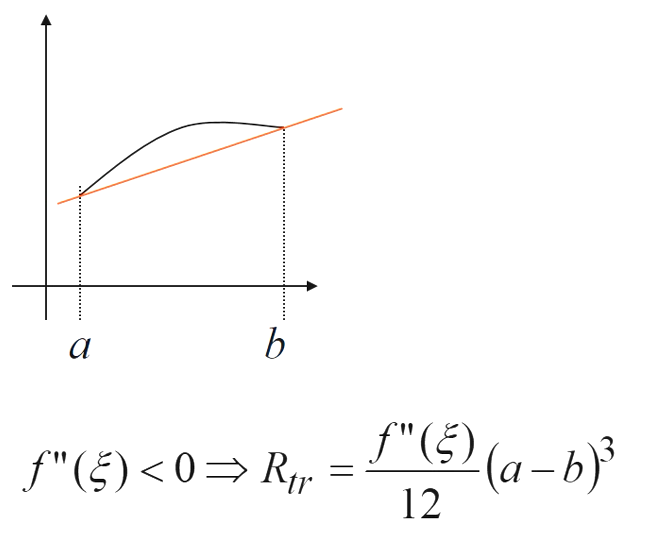 a b
f"(ξ) < 0 ⇒ R_tr = f"(ξ)/12 (a − b)^3